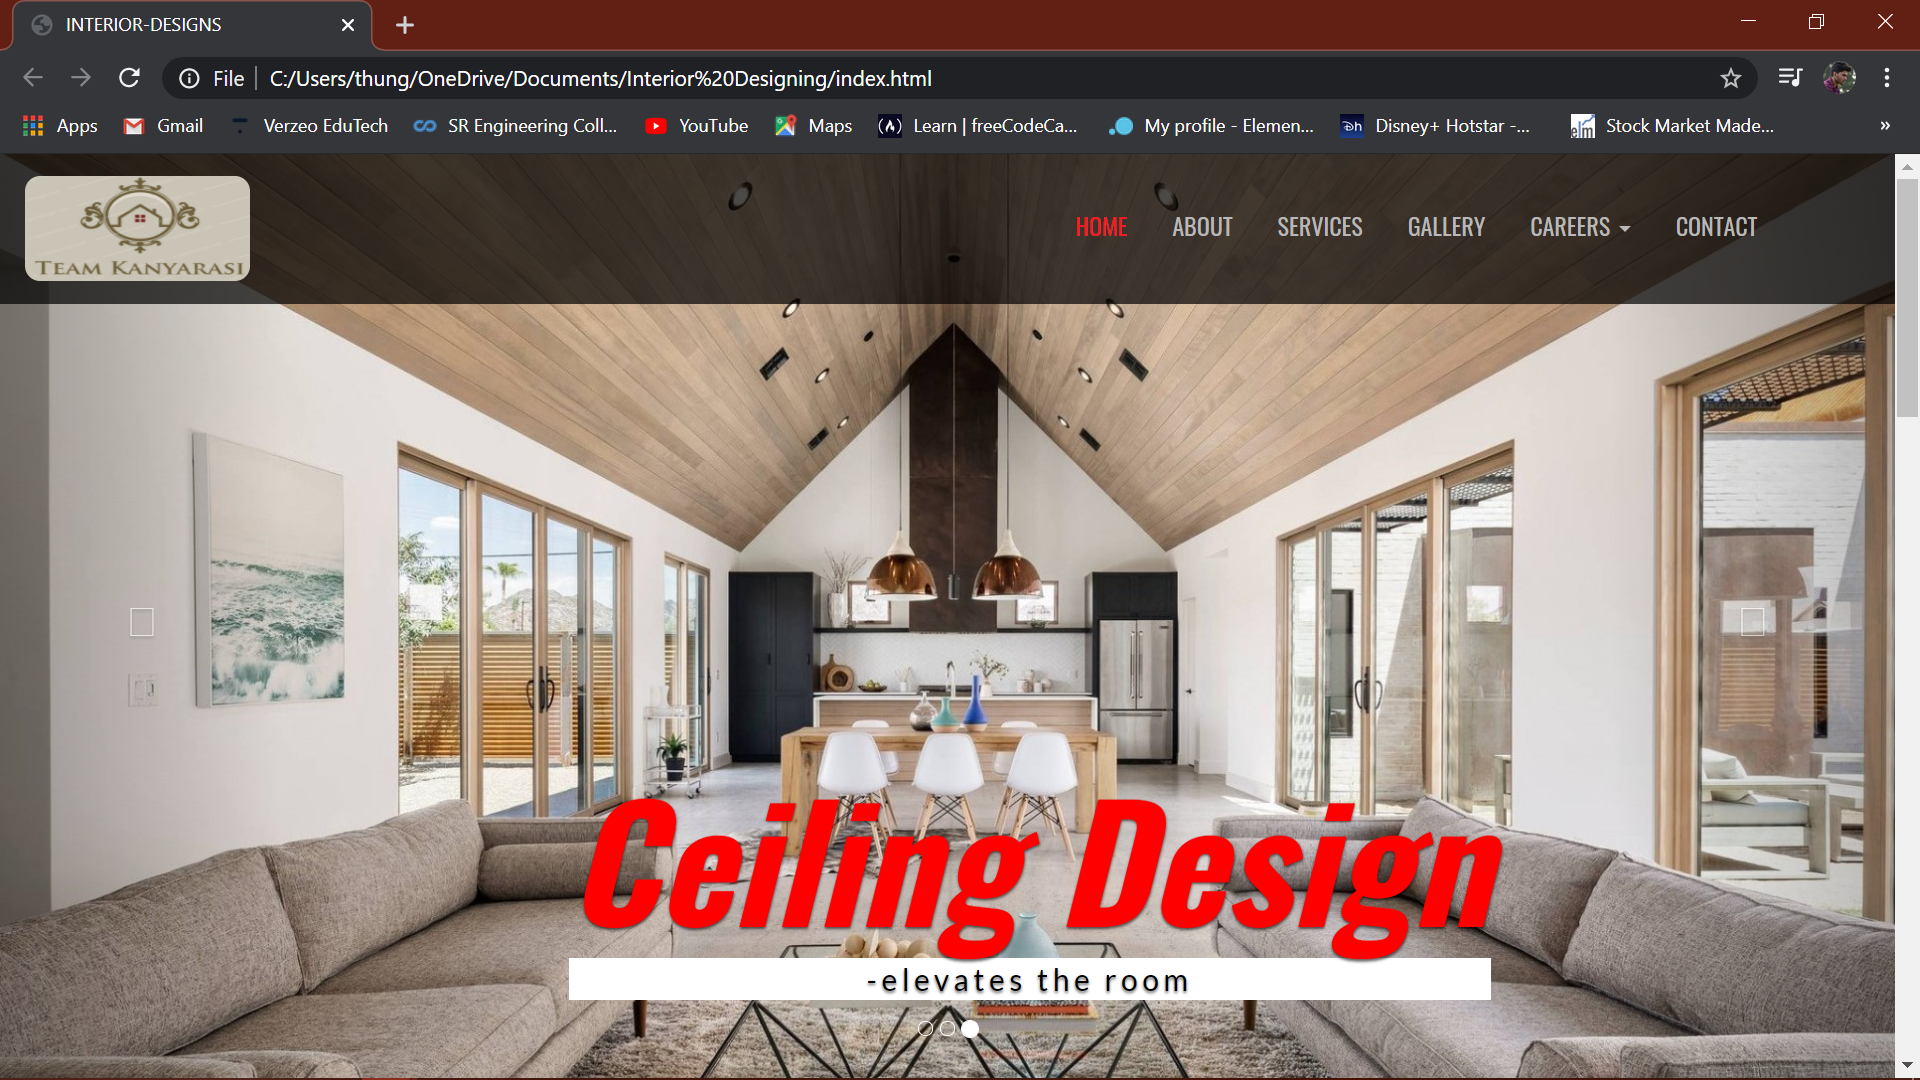 INTERIOR-DESIGNS
File C:/Users/thung/OneDrive/Documents/Interior%20Designing/index.html
Apps Gmail Verzeo EduTech SR Engineering Coll... YouTube Maps Learn | freeCodeCa... My profile - Elemen... Disney+ Hotstar -... Stock Market Made... »
TEAM KANYARASI
HOME ABOUT SERVICES GALLERY CAREERS CONTACT
Ceiling Design
-elevates the room